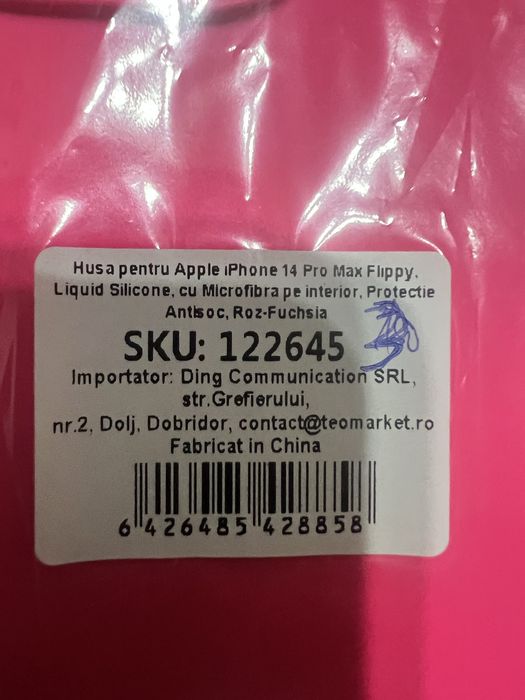 Husa pentru Apple iPhone 14 Pro Max Flippy,
Liquid Silicone, cu Microfibra pe interior, Protectie
Antisoc, Roz-Fuchsia
SKU: 122645
Importator: Ding Communication SRL,
str.Grefierului,
nr.2, Dolj, Dobridor, contact@teomarket.ro
Fabricat in China
6 426485 428858